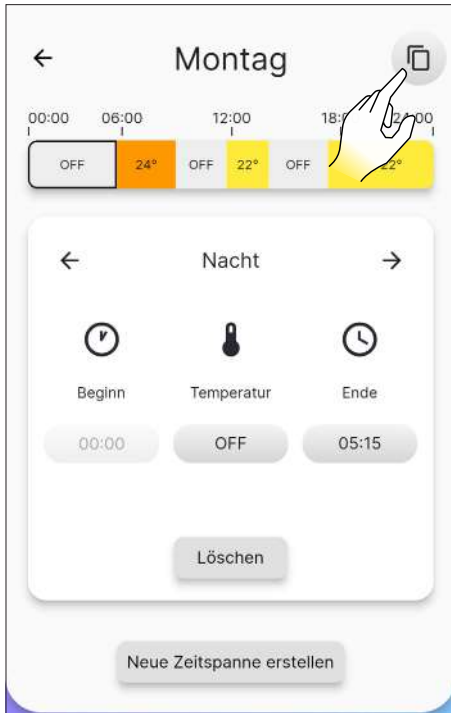 Montag
00:00 06:00 12:00 24:00
OFF 24° OFF 22° OFF 22°
Nacht
Beginn Temperatur Ende
00:00 OFF 05:15
Löschen
Neue Zeitspanne erstellen